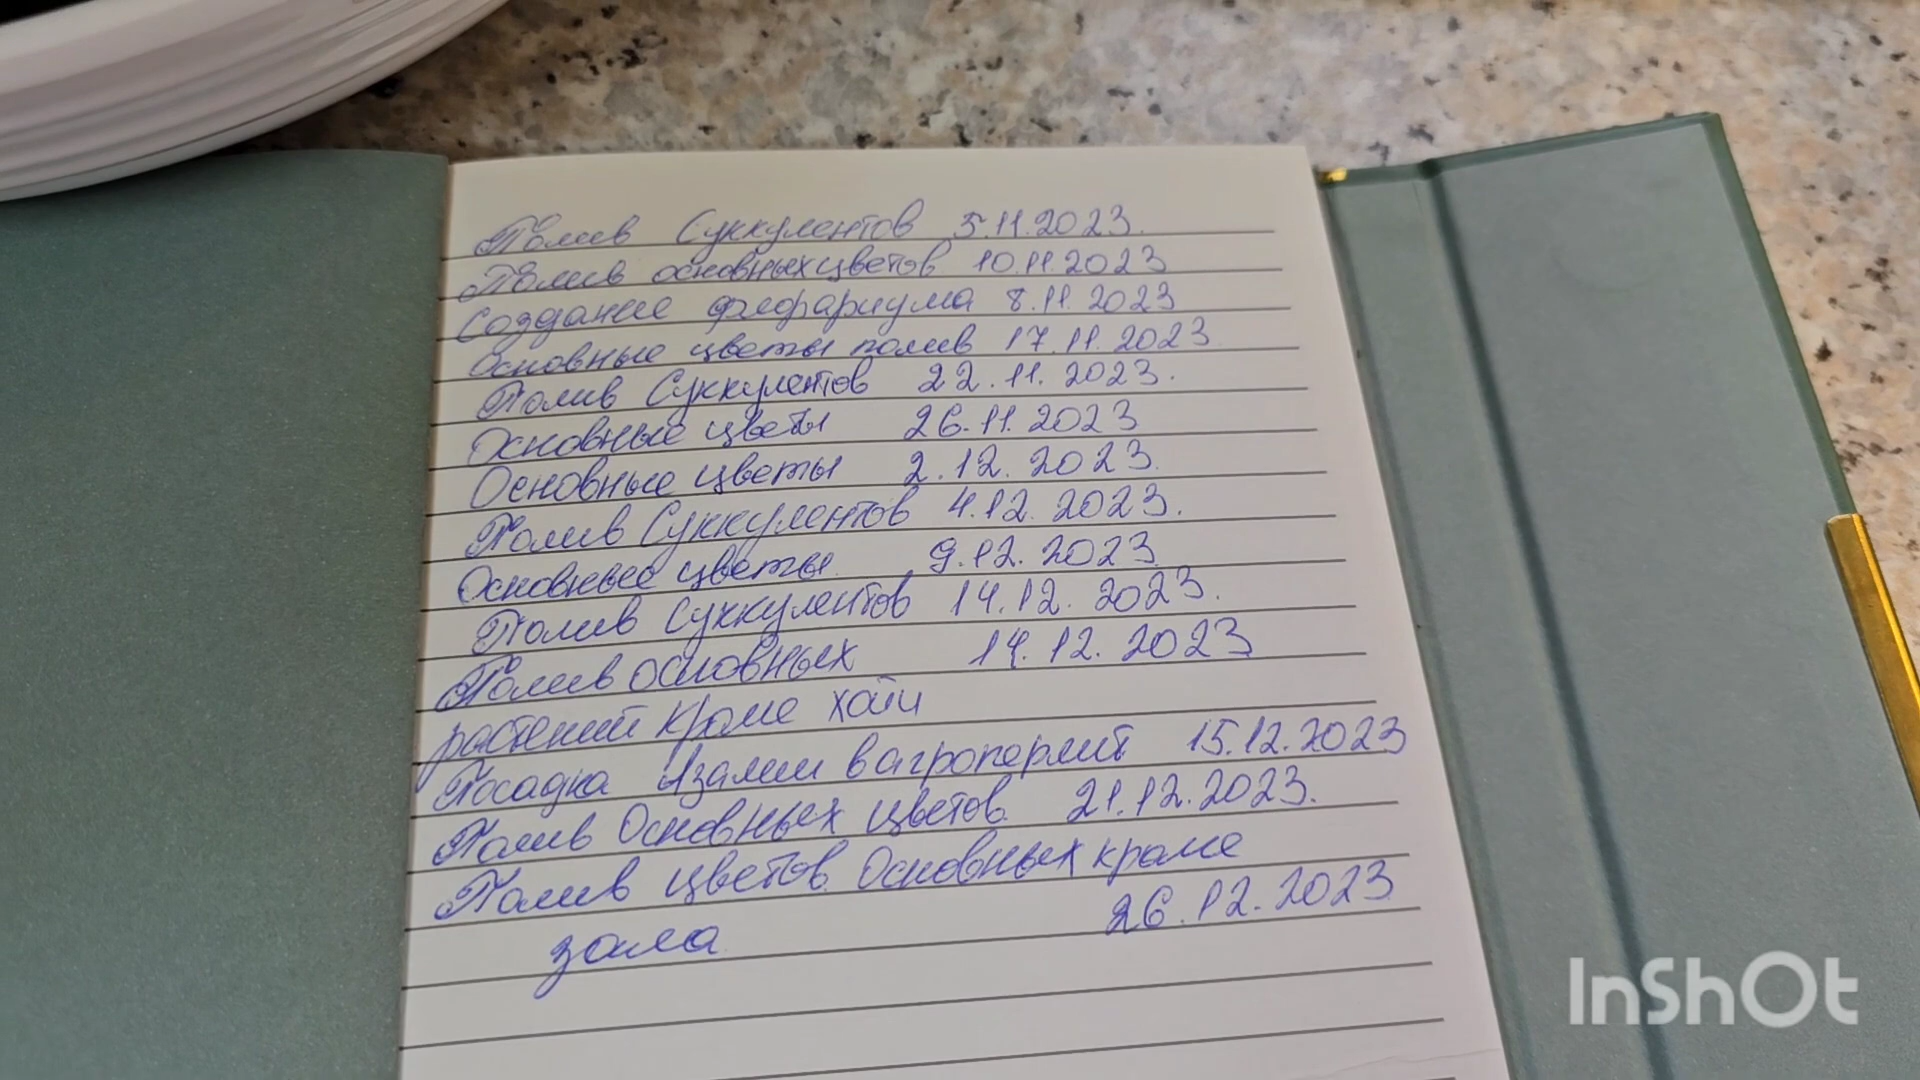 Полив Суккулентов 5.11.2023.
Полив основных цветов 10.11.2023
Создание флорариума 8.11.2023
Основные цветы полив 17.11.2023.
Полив Суккулентов 22.11.2023.
Основные цветы 26.11.2023
Основные цветы 2.12.2023.
Полив Суккулентов 4.12.2023.
Основные цветы 9.12.2023.
Полив Суккулентов 14.12.2023.
Полив основных 14.12.2023
растений кроме хойи
Посадка Азалии в агроперлит 15.12.2023
Полив Основных цветов 21.12.2023.
Полив цветов Основных кроме
зала 26.12.2023
InShOt